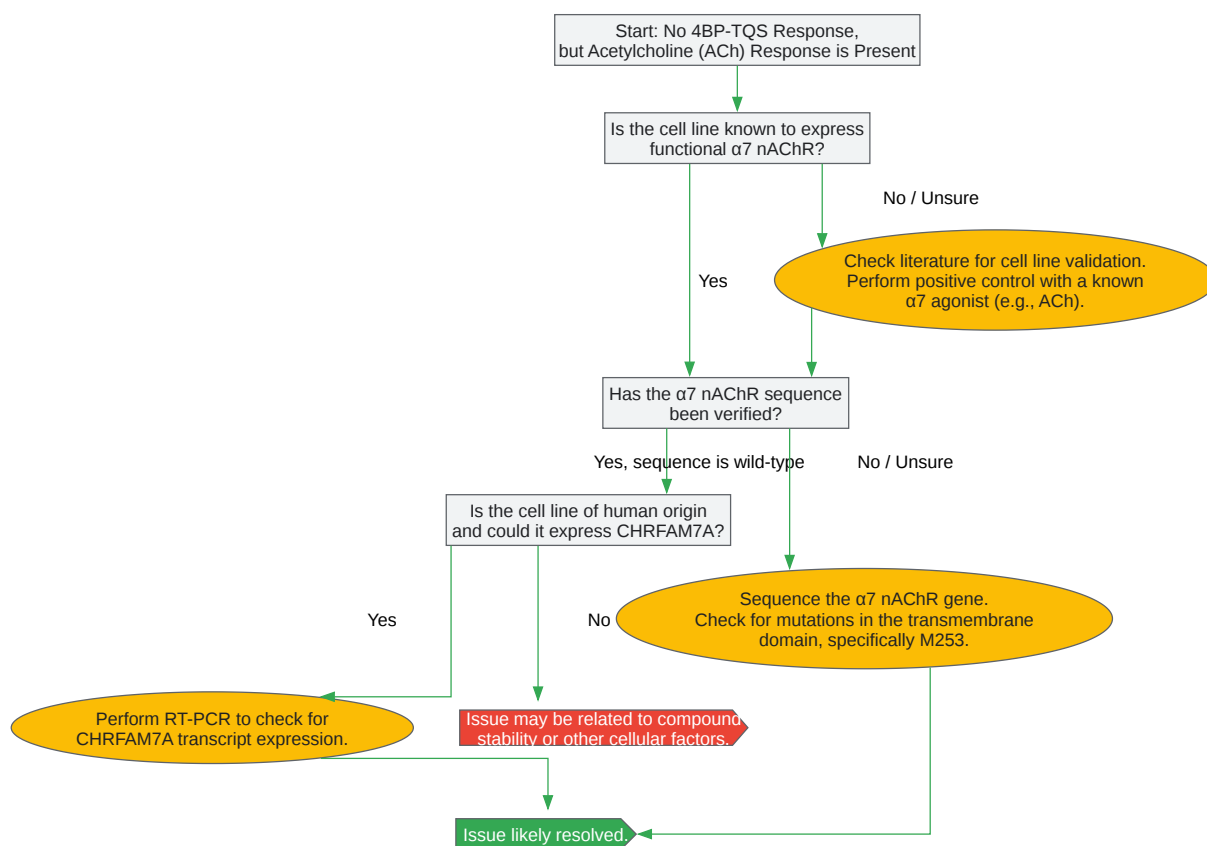 Start: No 4BP-TQS Response,
but Acetylcholine (ACh) Response is Present
Is the cell line known to express
functional α7 nAChR?
No / Unsure
Check literature for cell line validation.
Perform positive control with a known
α7 agonist (e.g., ACh).
Yes
Has the α7 nAChR sequence
been verified?
Yes, sequence is wild-type
No / Unsure
Is the cell line of human origin
and could it express CHRFAM7A?
Sequence the α7 nAChR gene.
Check for mutations in the transmembrane
domain, specifically M253.
Yes
No
Perform RT-PCR to check for
CHRFAM7A transcript expression.
Issue may be related to compound
stability or other cellular factors.
Issue likely resolved.